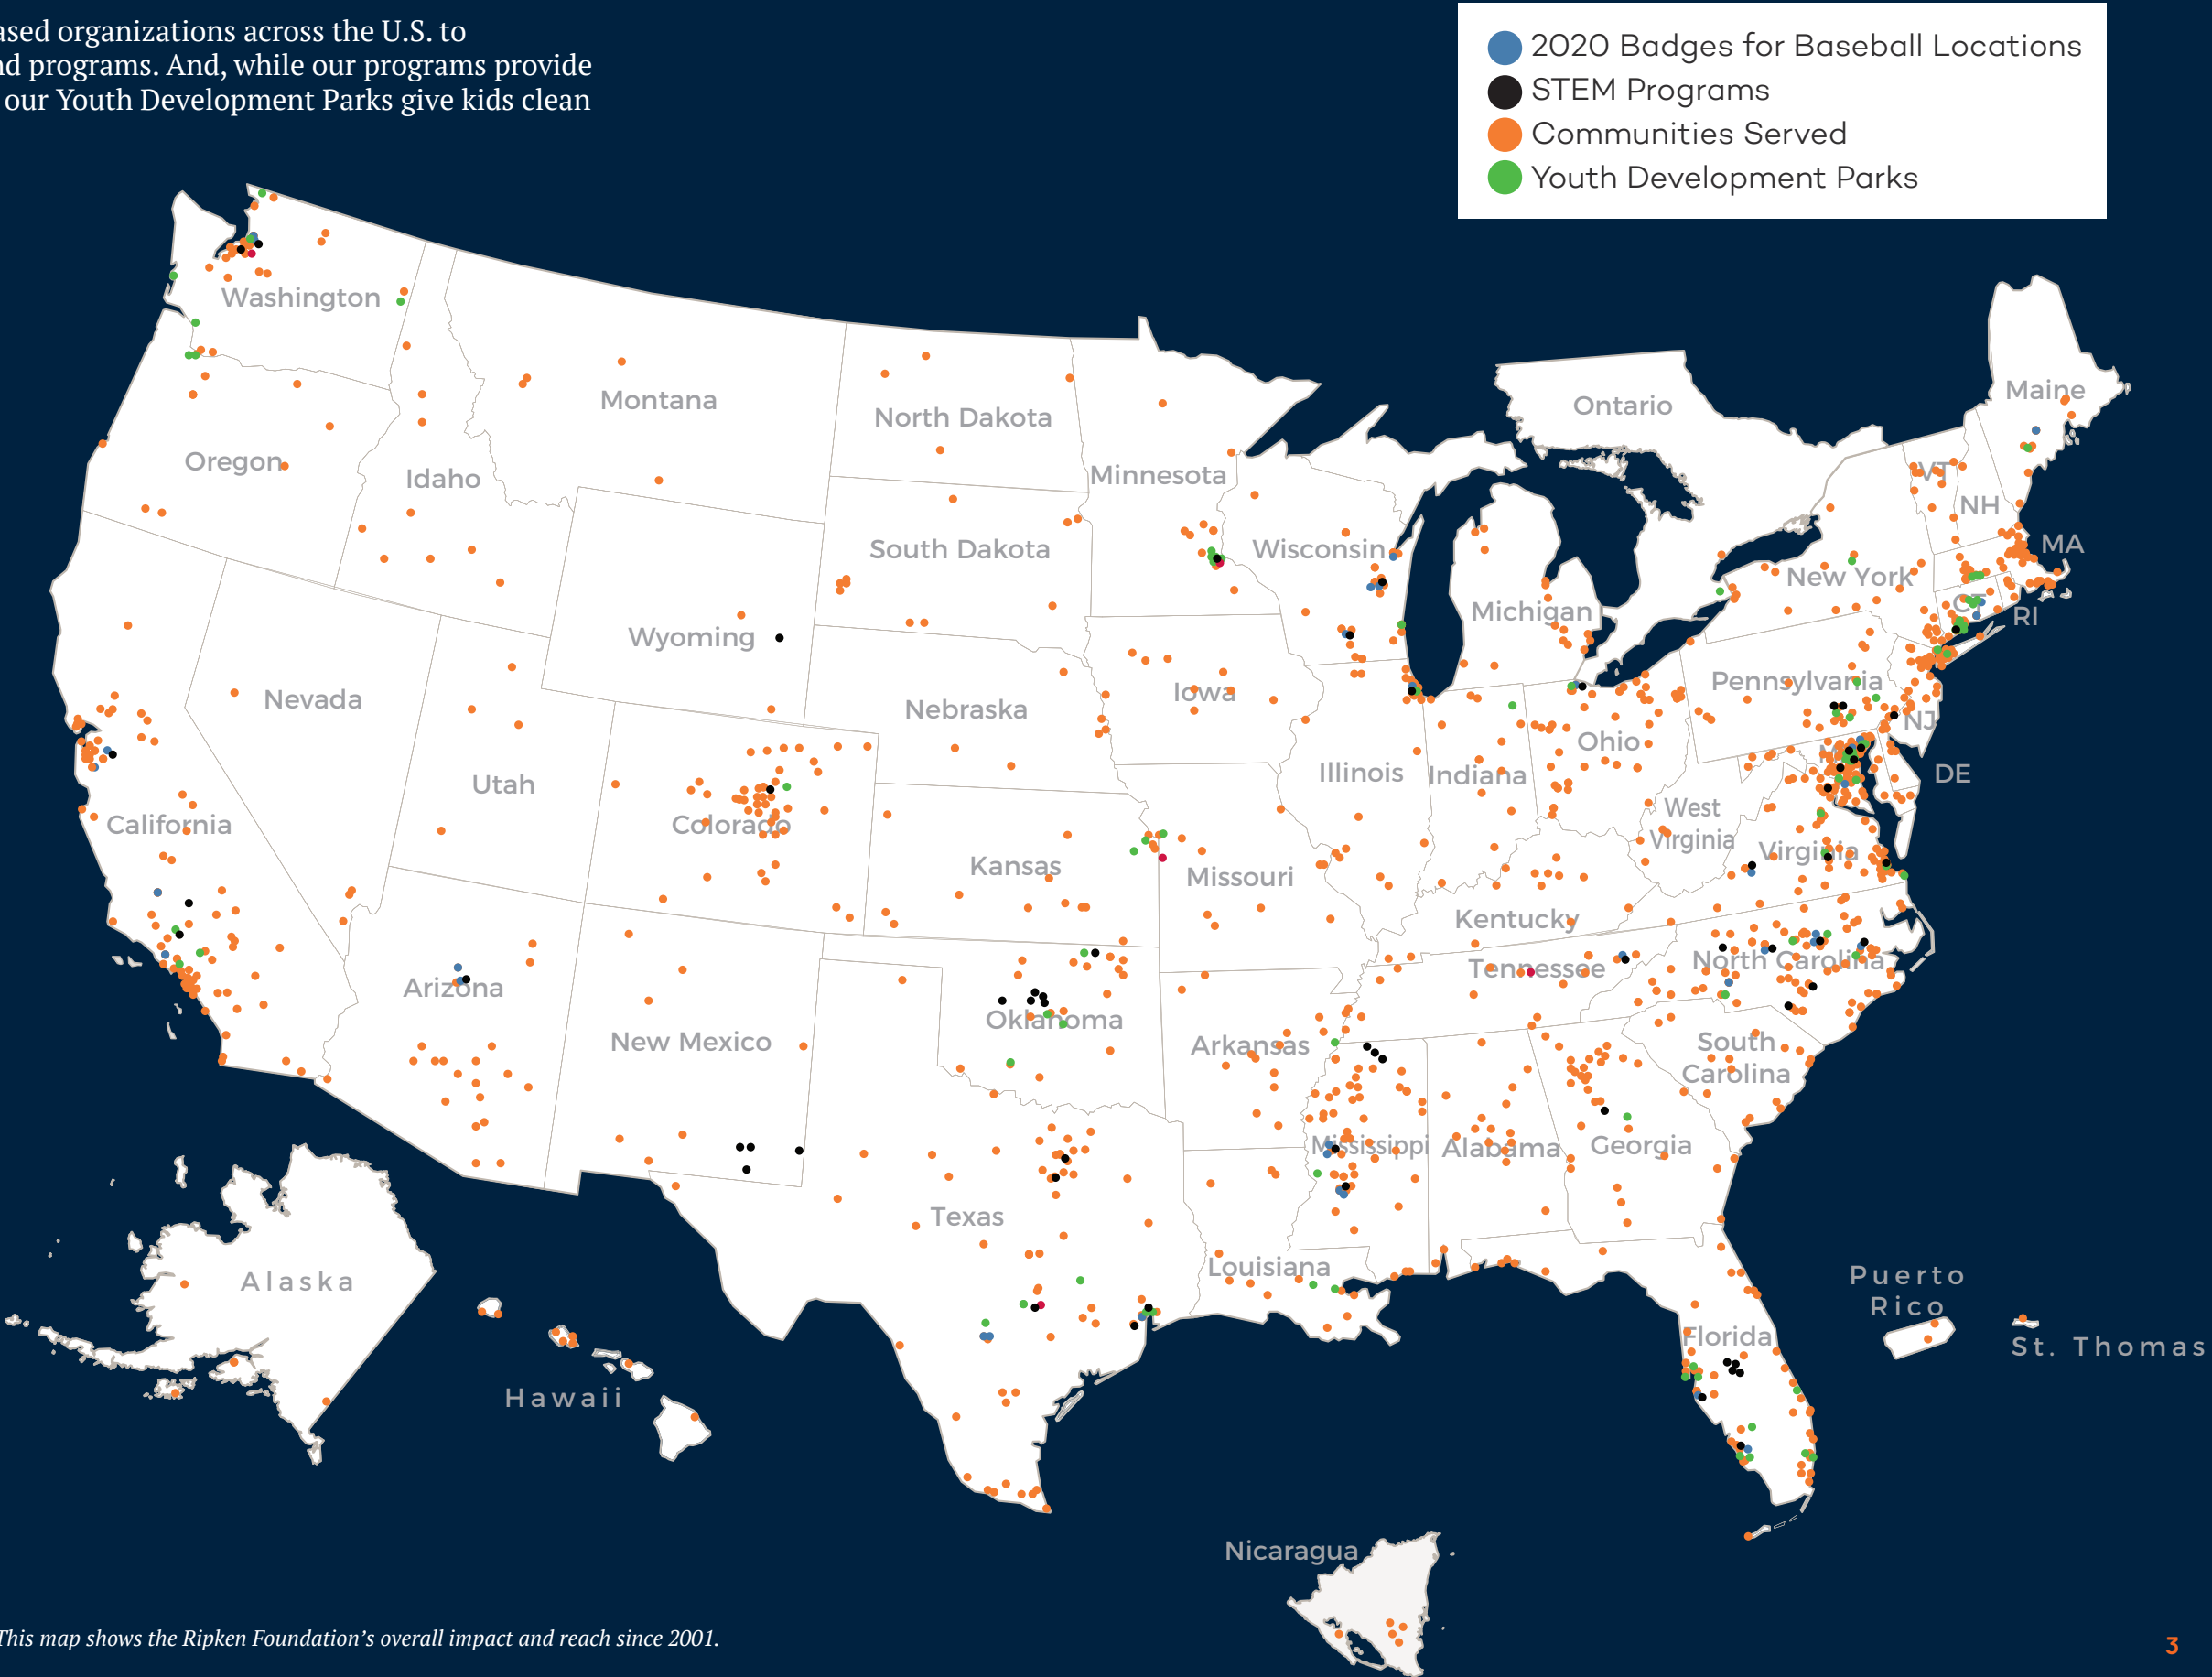 ased organizations across the U.S. to
nd programs. And, while our programs provide
our Youth Development Parks give kids clean
2020 Badges for Baseball Locations
STEM Programs
Communities Served
Youth Development Parks
Washington
Montana
North Dakota
Minnesota
Ontario
Maine
Oregon
Idaho
VT
NH
South Dakota
Wisconsin
MA
New York
Wyoming
Michigan
CT
RI
Nevada
Nebraska
Iowa
Pennsylvania
NJ
Utah
Ohio
Illinois
Indiana
DE
California
Colorado
West
Virginia
Virginia
Kansas
Missouri
Kentucky
Arizona
Tennessee
North Carolina
Oklahoma
New Mexico
Arkansas
South
Carolina
Mississippi
Alabama
Georgia
Texas
Louisiana
Alaska
Puerto
Rico
Florida
St. Thomas
Hawaii
Nicaragua
This map shows the Ripken Foundation’s overall impact and reach since 2001.
3